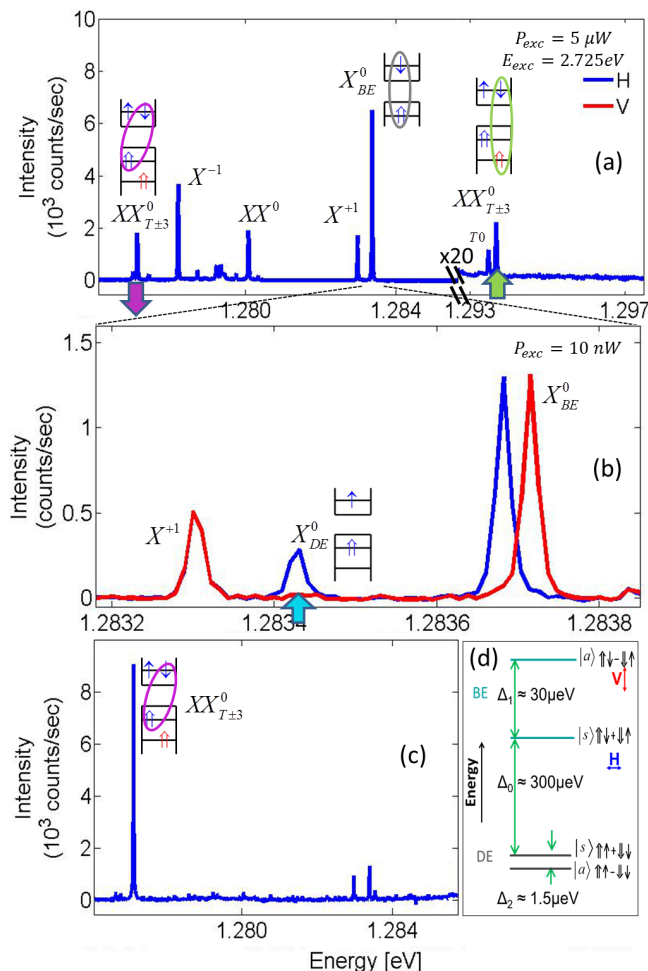 P_exc = 5 μW
E_exc = 2.725eV
H
V
(a)
X^0_BE
XX^0_T±3
X^-1
XX^0
X^+1
XX^0_T±3
T0
x20
10
8
6
4
2
0
Intensity
(10³ counts/sec)
1.280
1.284
1.293
1.297
P_exc = 10 nW
1.5
1
0.5
0
Intensity
(counts/sec)
X^+1
X^0_DE
X^0_BE
(b)
1.2832
1.2834
1.2836
1.2838
8
6
4
2
0
Intensity
(10³ counts/sec)
XX^0_T±3
(c)
1.280
1.284
Energy [eV]
(d)
|a⟩ ⇑↓-⇓↑
V
BE
Δ₁ ≈ 30μeV
|s⟩ ⇑↓+⇓↑
H
Energy
Δ₀ ≈ 300μeV
DE
|s⟩ ⇑↑+⇓↓
|a⟩ ⇑↑-⇓↓
Δ₂ ≈ 1.5μeV